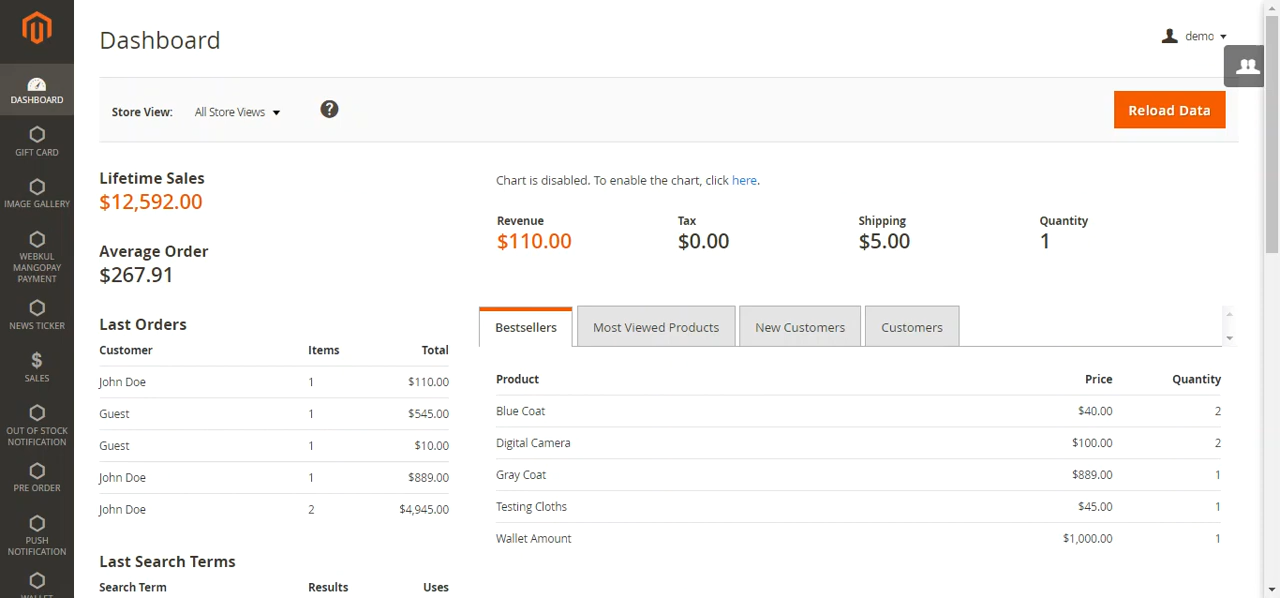 Dashboard
demo
DASHBOARD
Store View: All Store Views ?
Reload Data
GIFT CARD
IMAGE GALLERY
WEBKUL
MANGOPAY
PAYMENT
NEWS TICKER
$
SALES
OUT OF STOCK
NOTIFICATION
PRE ORDER
PUSH
NOTIFICATION
Lifetime Sales
$12,592.00
Average Order
$267.91
Last Orders
Customer Items Total
John Doe 1 $110.00
Guest 1 $545.00
Guest 1 $10.00
John Doe 1 $889.00
John Doe 2 $4,945.00
Last Search Terms
Search Term Results Uses
Chart is disabled. To enable the chart, click here.
Revenue Tax Shipping Quantity
$110.00 $0.00 $5.00 1
Bestsellers Most Viewed Products New Customers Customers
Product Price Quantity
Blue Coat $40.00 2
Digital Camera $100.00 2
Gray Coat $889.00 1
Testing Cloths $45.00 1
Wallet Amount $1,000.00 1